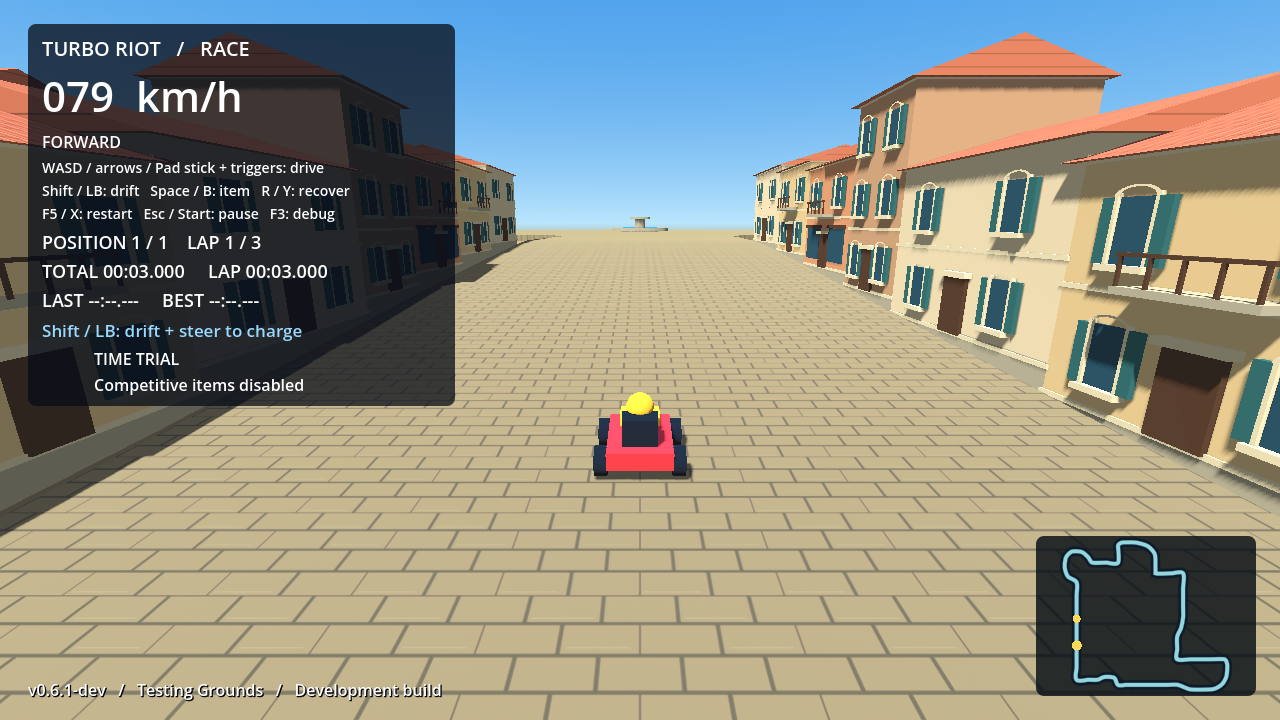 TURBO RIOT / RACE
079 km/h
FORWARD
WASD / arrows / Pad stick + triggers: drive
Shift / LB: drift Space / B: item R / Y: recover
F5 / X: restart Esc / Start: pause F3: debug
POSITION 1 / 1 LAP 1 / 3
TOTAL 00:03.000 LAP 00:03.000
LAST --:--.--- BEST --:--.---
Shift / LB: drift + steer to charge
TIME TRIAL
Competitive items disabled
v0.6.1-dev / Testing Grounds / Development build